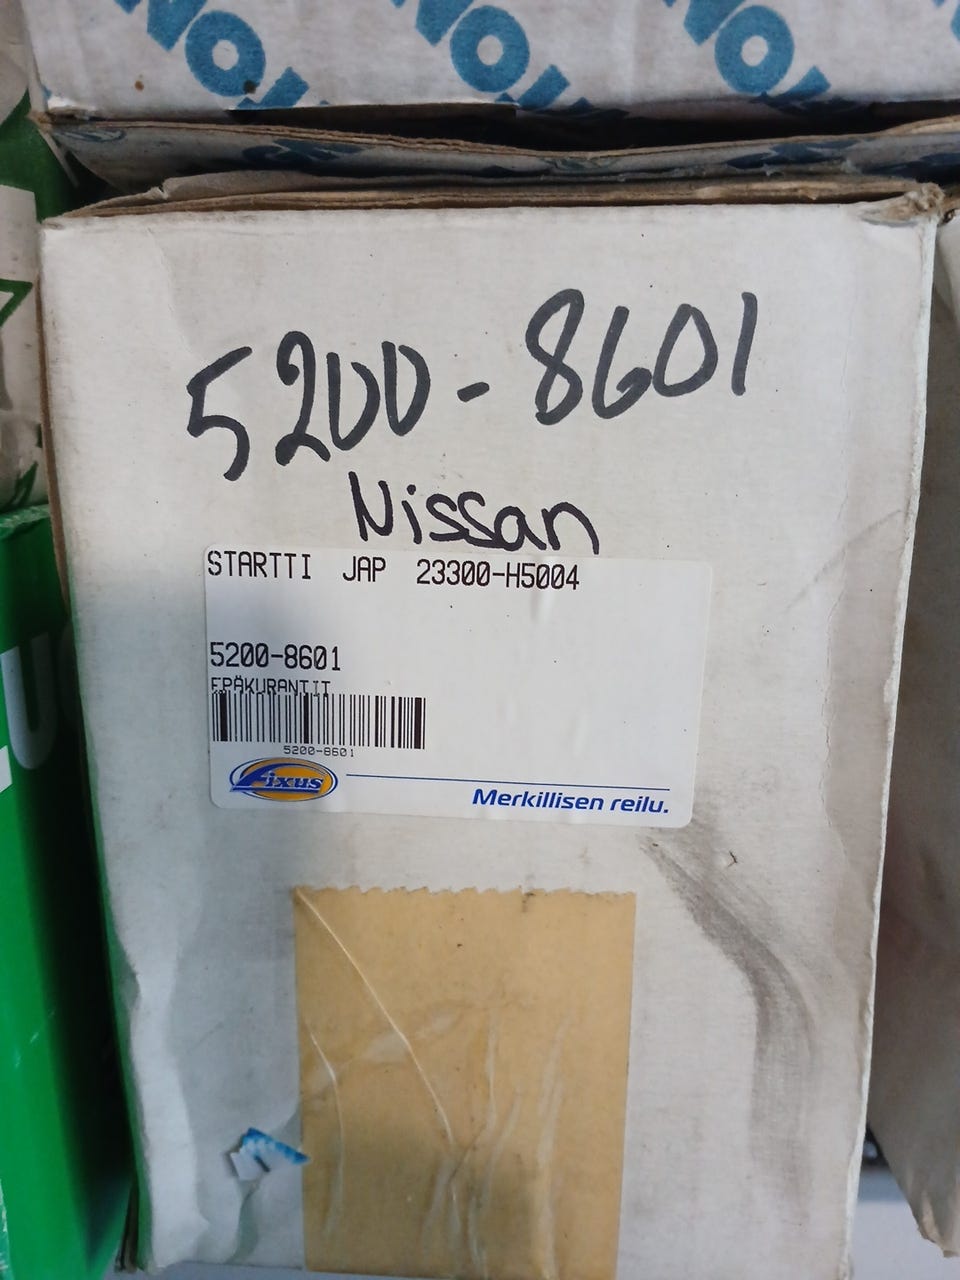 5200-8601
Nissan
STARTTI JAP 23300-H5004
5200-8601
EPÄKURANTIT
5200-8601
Fixus
Merkillisen reilu.